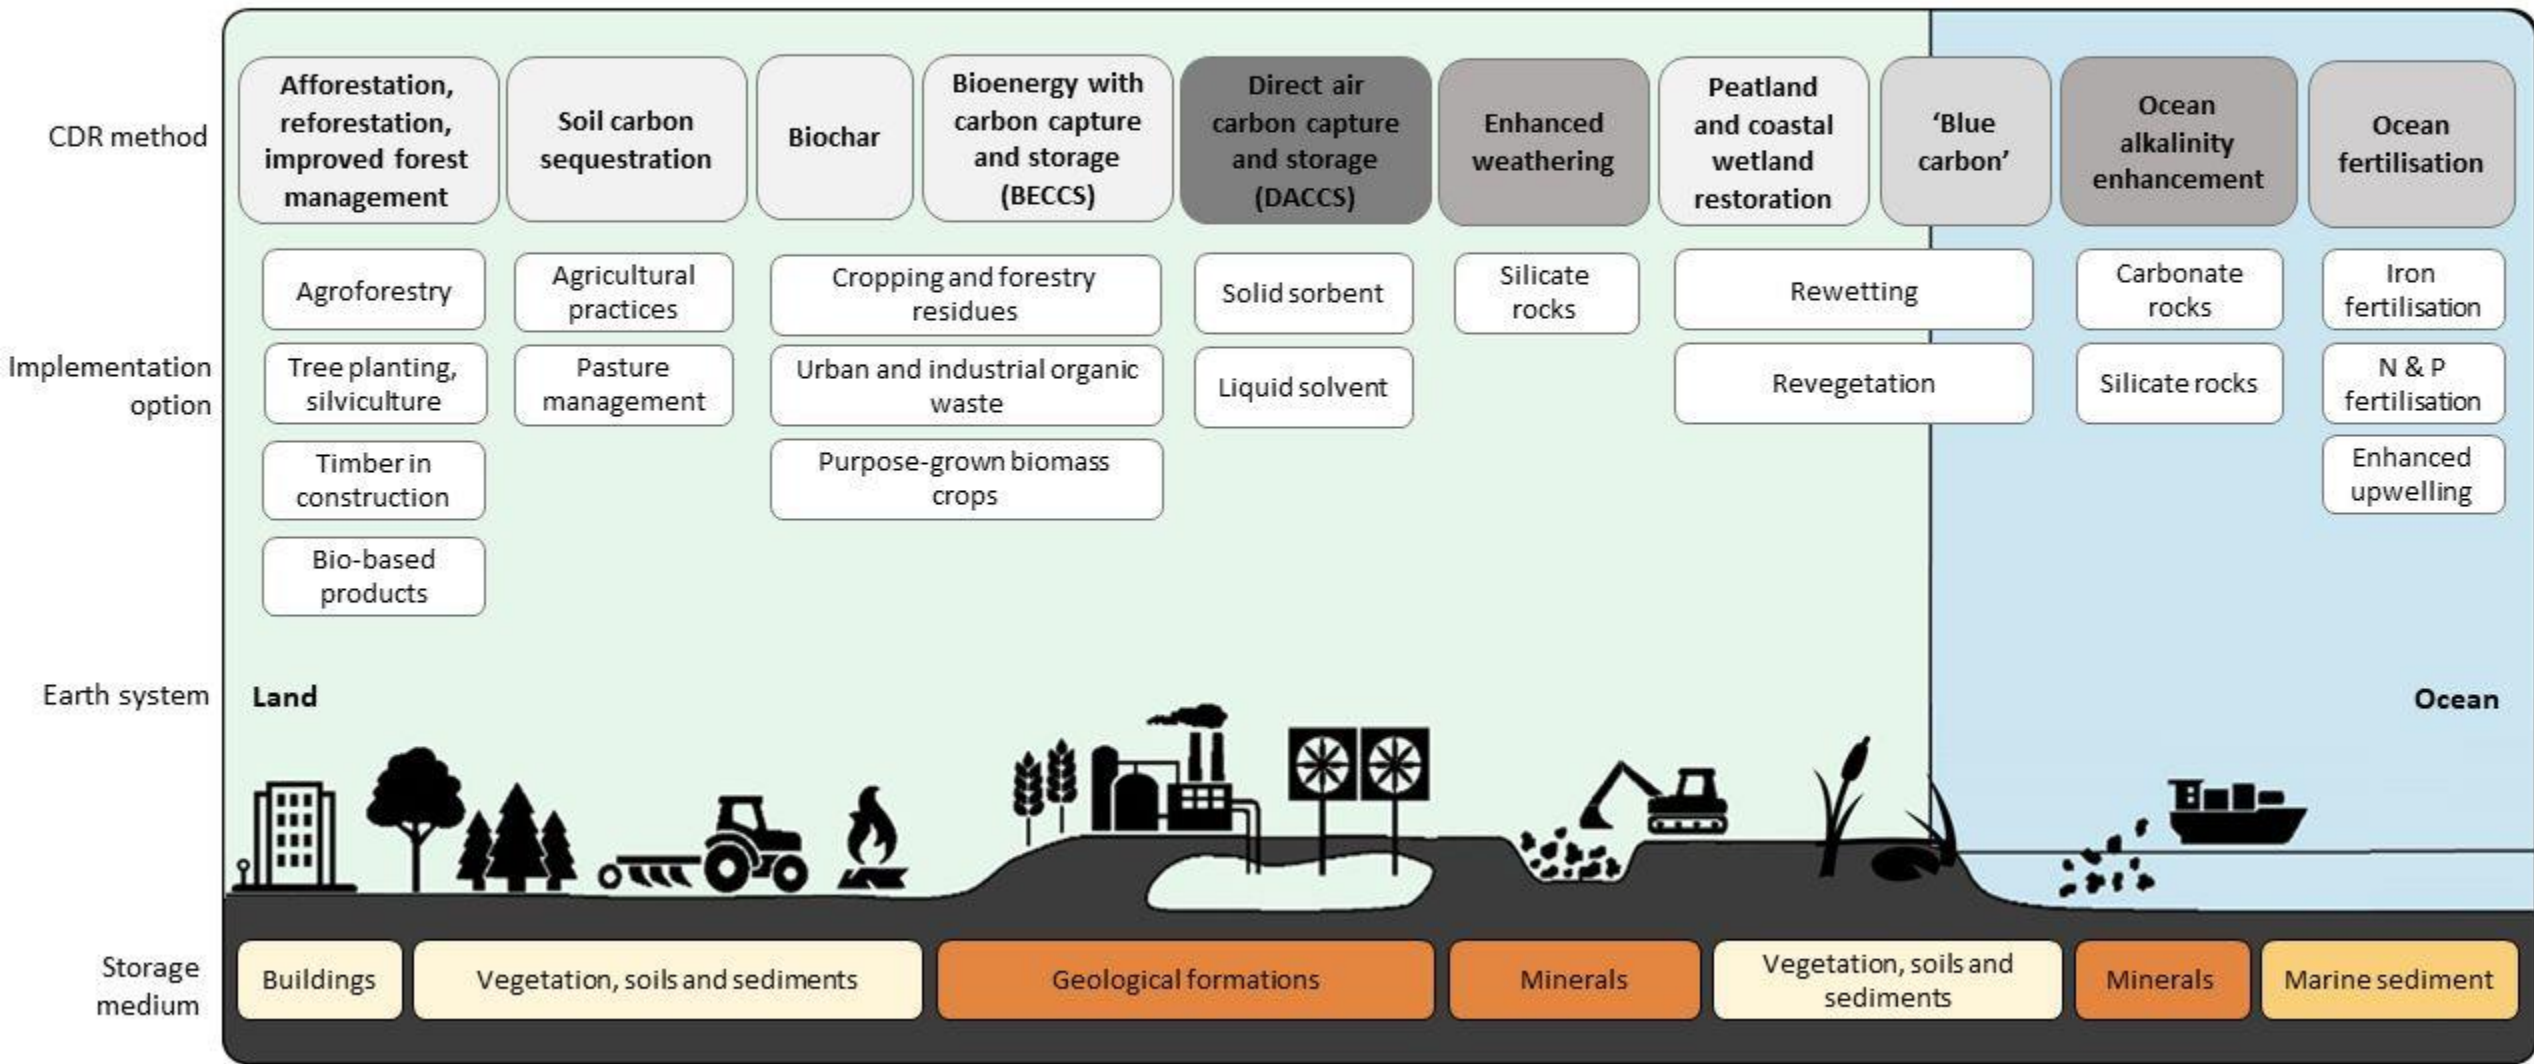 CDR method
Afforestation,
reforestation,
improved forest
management
Soil carbon
sequestration
Biochar
Bioenergy with
carbon capture
and storage
(BECCS)
Direct air
carbon capture
and storage
(DACCS)
Enhanced
weathering
Peatland
and coastal
wetland
restoration
‘Blue
carbon’
Ocean
alkalinity
enhancement
Ocean
fertilisation
Implementation
option
Agroforestry
Tree planting,
silviculture
Timber in
construction
Bio-based
products
Agricultural
practices
Pasture
management
Cropping and forestry
residues
Urban and industrial organic
waste
Purpose-grown biomass
crops
Solid sorbent
Liquid solvent
Silicate
rocks
Rewetting
Revegetation
Carbonate
rocks
Silicate rocks
Iron
fertilisation
N & P
fertilisation
Enhanced
upwelling
Earth system
Land
Ocean
Storage
medium
Buildings
Vegetation, soils and sediments
Geological formations
Minerals
Vegetation, soils and
sediments
Minerals
Marine sediment